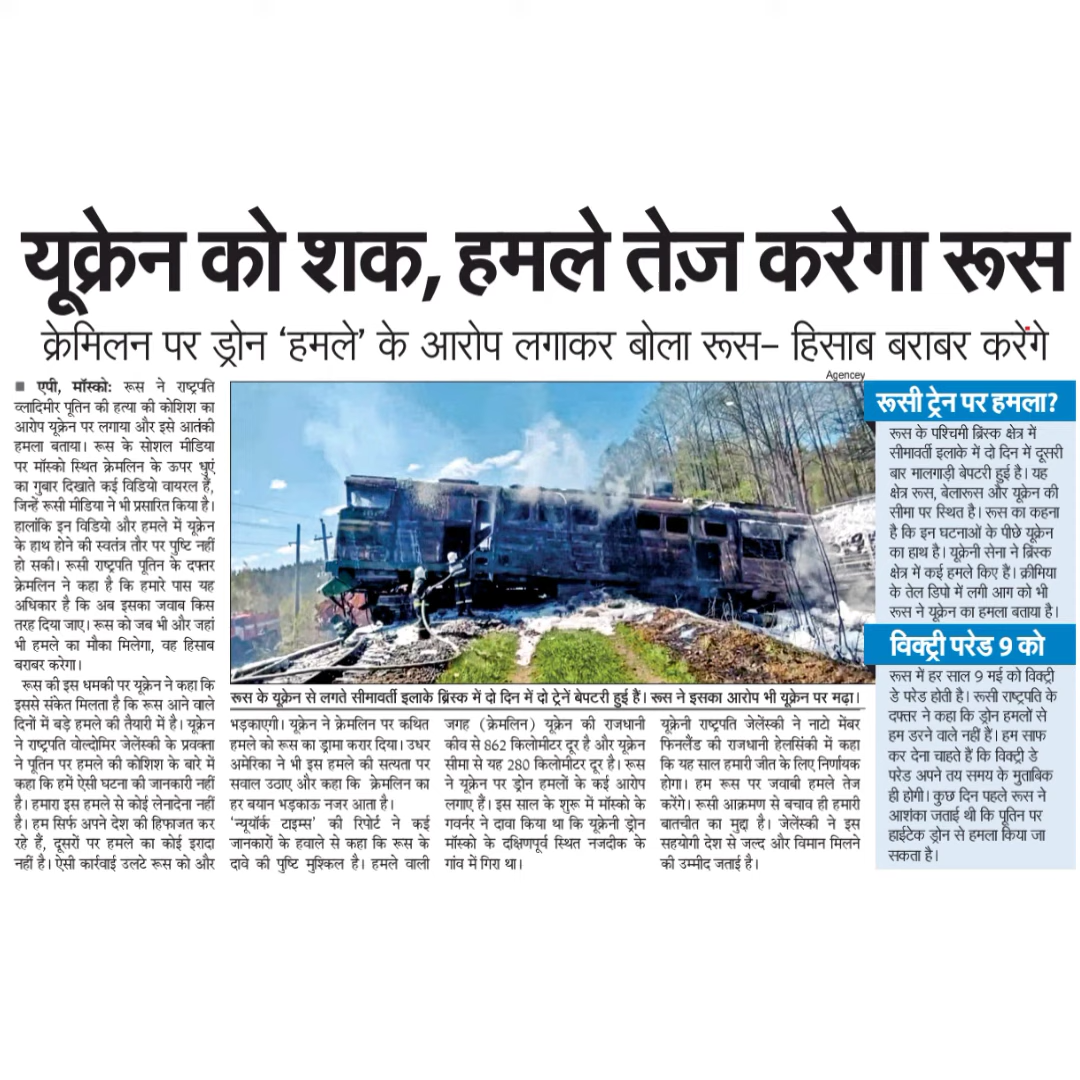 यूक्रेन को शक, हमले तेज़ करेगा रूस
क्रेमिलन पर ड्रोन ‘हमले’ के आरोप लगाकर बोला रूस– हिसाब बराबर करेंगे
■ एपी, मॉस्को: रूस ने राष्ट्रपति
व्लादिमीर पूतिन की हत्या की कोशिश का
आरोप यूक्रेन पर लगाया और इसे आतंकी
हमला बताया। रूस के सोशल मीडिया
पर मॉस्को स्थित क्रेमलिन के ऊपर धुएं
का गुबार दिखाते कई विडियो वायरल हैं,
जिन्हें रूसी मीडिया ने भी प्रसारित किया है।
हालांकि इन विडियो और हमले में यूक्रेन
के हाथ होने की स्वतंत्र तौर पर पुष्टि नहीं
हो सकी। रूसी राष्ट्रपति पूतिन के दफ्तर
क्रेमलिन ने कहा है कि हमारे पास यह
अधिकार है कि अब इसका जवाब किस
तरह दिया जाए। रूस को जब भी और जहां
भी हमले का मौका मिलेगा, वह हिसाब
बराबर करेगा।
रूस की इस धमकी पर यूक्रेन ने कहा कि
इससे संकेत मिलता है कि रूस आने वाले
दिनों में बड़े हमले की तैयारी में है। यूक्रेन
ने राष्ट्रपति वोल्दोमिर जेलेंस्की के प्रवक्ता
ने पूतिन पर हमले की कोशिश के बारे में
कहा कि हमें ऐसी घटना की जानकारी नहीं
है। हमारा इस हमले से कोई लेनादेना नहीं
है। हम सिर्फ अपने देश की हिफाजत कर
रहे हैं, दूसरों पर हमले का कोई इरादा
नहीं है। ऐसी कार्रवाई उलटे रूस को और
Agencey
रूस के यूक्रेन से लगते सीमावर्ती इलाके ब्रिस्क में दो दिन में दो ट्रेनें बेपटरी हुई हैं। रूस ने इसका आरोप भी यूक्रेन पर मढ़ा।
भड़काएगी। यूक्रेन ने क्रेमलिन पर कथित
हमले को रूस का ड्रामा करार दिया। उधर
अमेरिका ने भी इस हमले की सत्यता पर
सवाल उठाए और कहा कि क्रेमलिन का
हर बयान भड़काऊ नजर आता है।
‘न्यूयॉर्क टाइम्स’ की रिपोर्ट ने कई
जानकारों के हवाले से कहा कि रूस के
दावे की पुष्टि मुश्किल है। हमले वाली
जगह (क्रेमलिन) यूक्रेन की राजधानी
कीव से 862 किलोमीटर दूर है और यूक्रेन
सीमा से यह 280 किलोमीटर दूर है। रूस
ने यूक्रेन पर ड्रोन हमलों के कई आरोप
लगाए हैं। इस साल के शुरू में मॉस्को के
गवर्नर ने दावा किया था कि यूक्रेनी ड्रोन
मॉस्को के दक्षिणपूर्व स्थित नजदीक के
गांव में गिरा था।
यूक्रेनी राष्ट्रपति जेलेंस्की ने नाटो मेंबर
फिनलैंड की राजधानी हेलसिंकी में कहा
कि यह साल हमारी जीत के लिए निर्णायक
होगा। हम रूस पर जवाबी हमले तेज
करेंगे। रूसी आक्रमण से बचाव ही हमारी
बातचीत का मुद्दा है। जेलेंस्की ने इस
सहयोगी देश से जल्द और विमान मिलने
की उम्मीद जताई है।
रूसी ट्रेन पर हमला?
रूस के पश्चिमी ब्रिस्क क्षेत्र में
सीमावर्ती इलाके में दो दिन में दूसरी
बार मालगाड़ी बेपटरी हुई है। यह
क्षेत्र रूस, बेलारूस और यूक्रेन की
सीमा पर स्थित है। रूस का कहना
है कि इन घटनाओं के पीछे यूक्रेन
का हाथ है। यूक्रेनी सेना ने ब्रिस्क
क्षेत्र में कई हमले किए हैं। क्रीमिया
के तेल डिपो में लगी आग को भी
रूस ने यूक्रेन का हमला बताया है।
विक्ट्री परेड 9 को
रूस में हर साल 9 मई को विक्ट्री
डे परेड होती है। रूसी राष्ट्रपति के
दफ्तर ने कहा कि ड्रोन हमलों से
हम डरने वाले नहीं हैं। हम साफ
कर देना चाहते हैं कि विक्ट्री डे
परेड अपने तय समय के मुताबिक
ही होगी। कुछ दिन पहले रूस ने
आशंका जताई थी कि पूतिन पर
हाईटेक ड्रोन से हमला किया जा
सकता है।